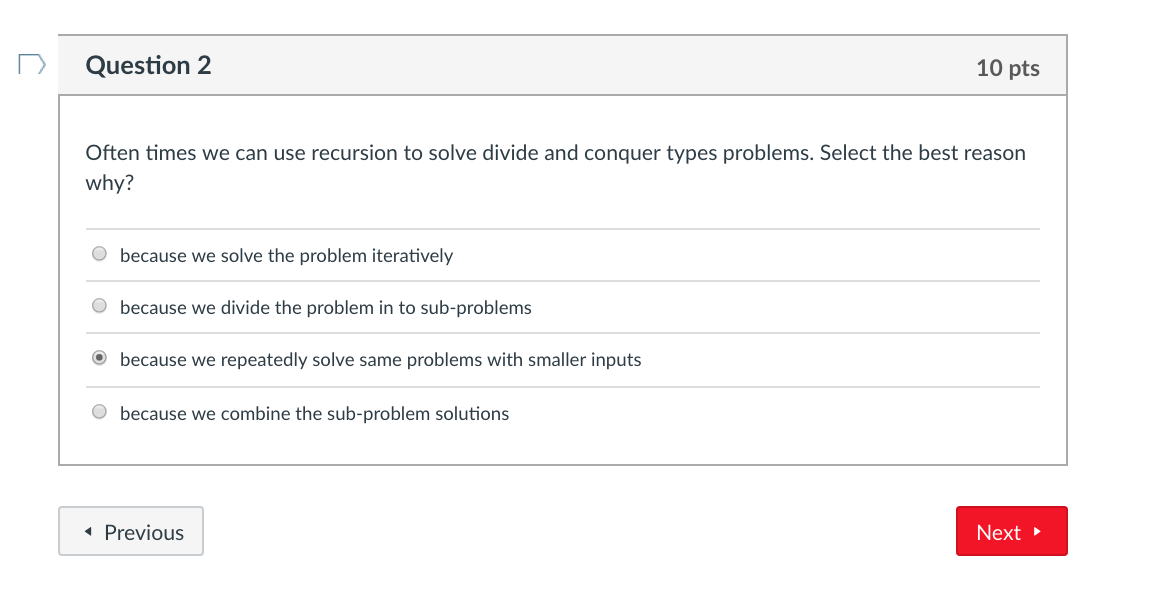 Question 2
10 pts
Often times we can use recursion to solve divide and conquer types problems. Select the best reason
why?
because we solve the problem iteratively
because we divide the problem in to sub-problems
because we repeatedly solve same problems with smaller inputs
because we combine the sub-problem solutions
Previous
Next